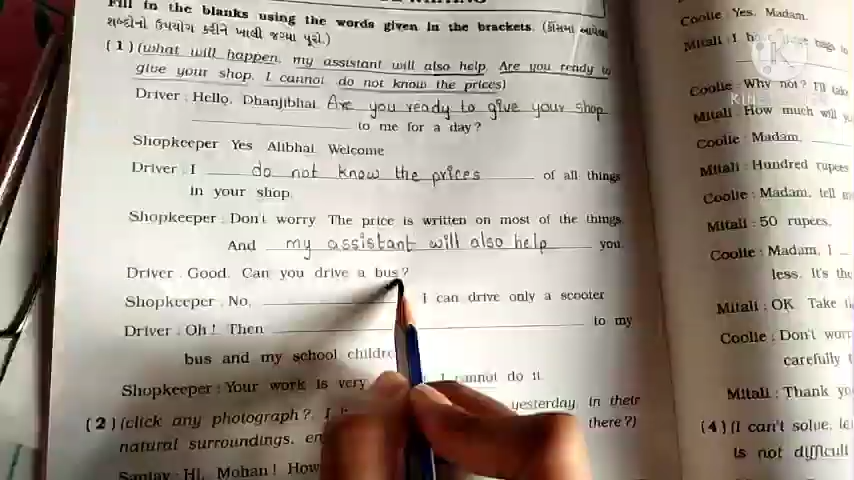 Fill in the blanks using the words given in the brackets. (કૌંસમાં આપેલા
શબ્દોનો ઉપયોગ કરીને ખાલી જગ્યા પૂરો.)
(1) (what will happen, my assistant will also help, Are you ready to
give your shop, I cannot do not know the prices)
Driver : Hello, Dhanjibhai Are you ready to give your shop
to me for a day?
Shopkeeper Yes Alibhai Welcome
Driver : I do not know the prices of all things
in your shop.
Shopkeeper : Don't worry The price is written on most of the things.
And my assistant will also help you.
Driver . Good. Can you drive a bus?
Shopkeeper . No, I can drive only a scooter
Driver : Oh! Then to my
bus and my school
Shopkeeper : Your work is very I cannot do it.
(2) (click any photograph?, I yesterday, in their
natural surroundings, there?)
Sanjay : Hi, Mohan! How
Coolie Yes, Madam.
Mitali : I to
Coolie : Why not? I'll take
Mitali : How much will
Coolie : Madam,
Mitali : Hundred rupees
Coolie : Madam, tell
Mitali : 50 rupees.
Coolie : Madam, I
less. It's
Mitali : OK Take
Coolie : Don't
carefully
Mitali : Thank
(4) (I can't solve,
is not difficult